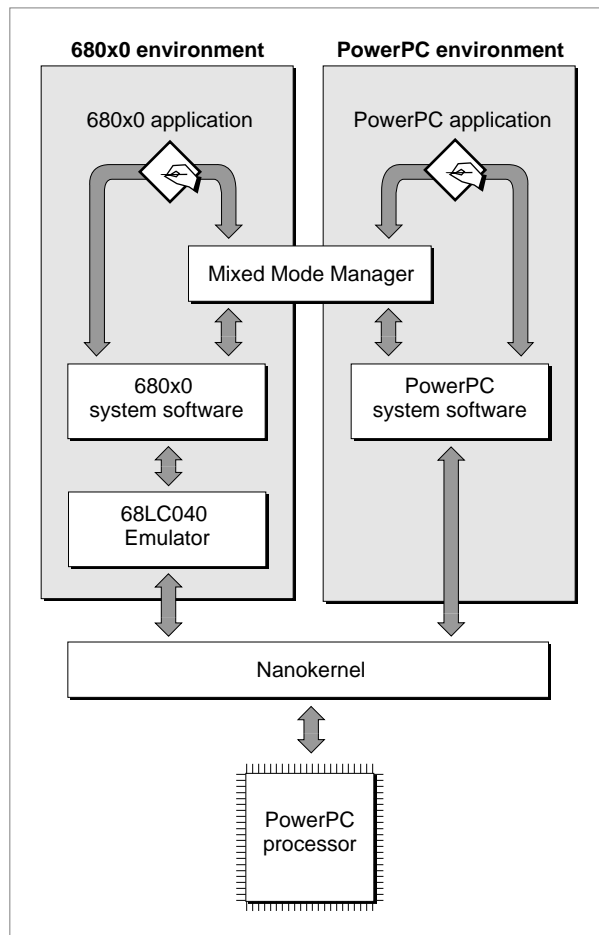 680x0 environment
PowerPC environment
680x0 application
PowerPC application
Mixed Mode Manager
680x0
system software
PowerPC
system software
68LC040
Emulator
Nanokernel
PowerPC
processor